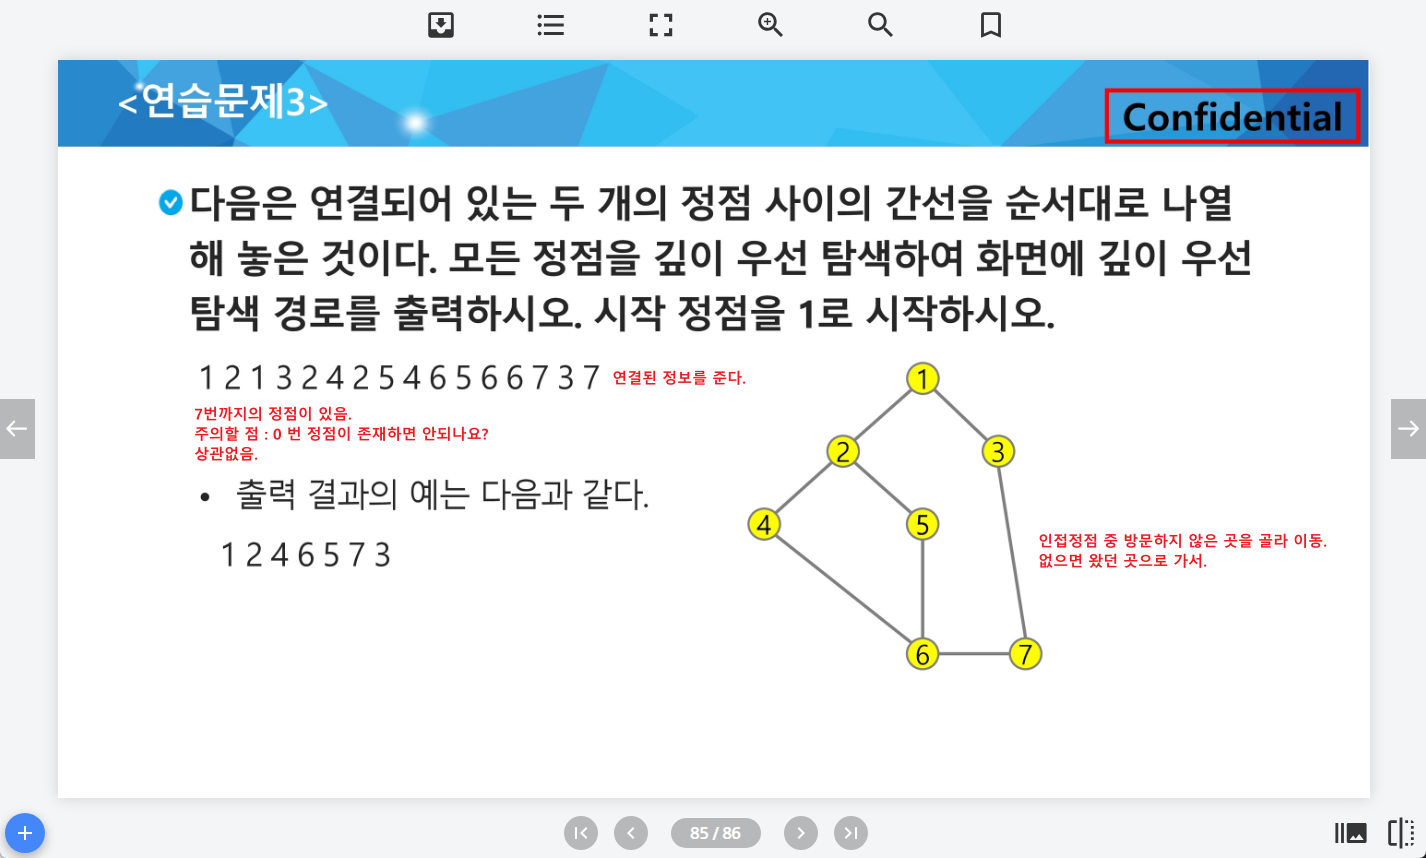 <연습문제3>
Confidential
다음은 연결되어 있는 두 개의 정점 사이의 간선을 순서대로 나열
해 놓은 것이다. 모든 정점을 깊이 우선 탐색하여 화면에 깊이 우선
탐색 경로를 출력하시오. 시작 정점을 1로 시작하시오.
1 2 1 3 2 4 2 5 4 6 5 6 6 7 3 7 연결된 정보를 준다.
7번까지의 정점이 있음.
주의할 점 : 0 번 정점이 존재하면 안되나요?
상관없음.
• 출력 결과의 예는 다음과 같다.
1 2 4 6 5 7 3
1
2
3
4
5
6
7
인접정점 중 방문하지 않은 곳을 골라 이동.
없으면 왔던 곳으로 가서.
85 / 86